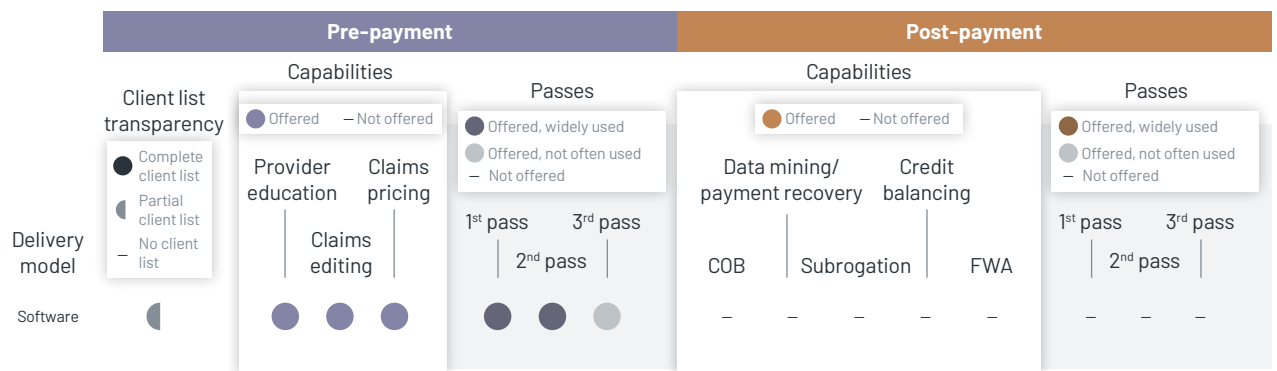 Pre-payment
Post-payment
Client list
transparency
Complete
client list
Partial
client list
– No client
list
Capabilities
Offered
– Not offered
Provider
education
Claims
pricing
Claims
editing
Passes
Offered, widely used
Offered, not often used
– Not offered
1st pass
3rd pass
2nd pass
Capabilities
Offered
– Not offered
Data mining/
payment recovery
Credit
balancing
COB
Subrogation
FWA
Passes
Offered, widely used
Offered, not often used
– Not offered
1st pass
3rd pass
2nd pass
Delivery
model
Software
– – – – – – – –